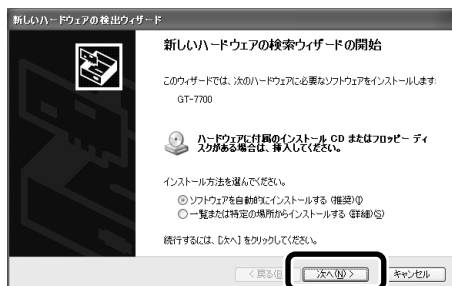 新しいハードウェアの検出ウィザード
新しいハードウェアの検索ウィザードの開始
このウィザードでは、次のハードウェアに必要なソフトウェアをインストールします:
GT-7700
ハードウェアに付属のインストール CD またはフロッピー ディ
スクがある場合は、挿入してください。
インストール方法を選んでください。
ソフトウェアを自動的にインストールする (推奨)(I)
一覧または特定の場所からインストールする (詳細)(S)
続行するには、[次へ] をクリックしてください。
< 戻る(B) 次へ(N) > キャンセル